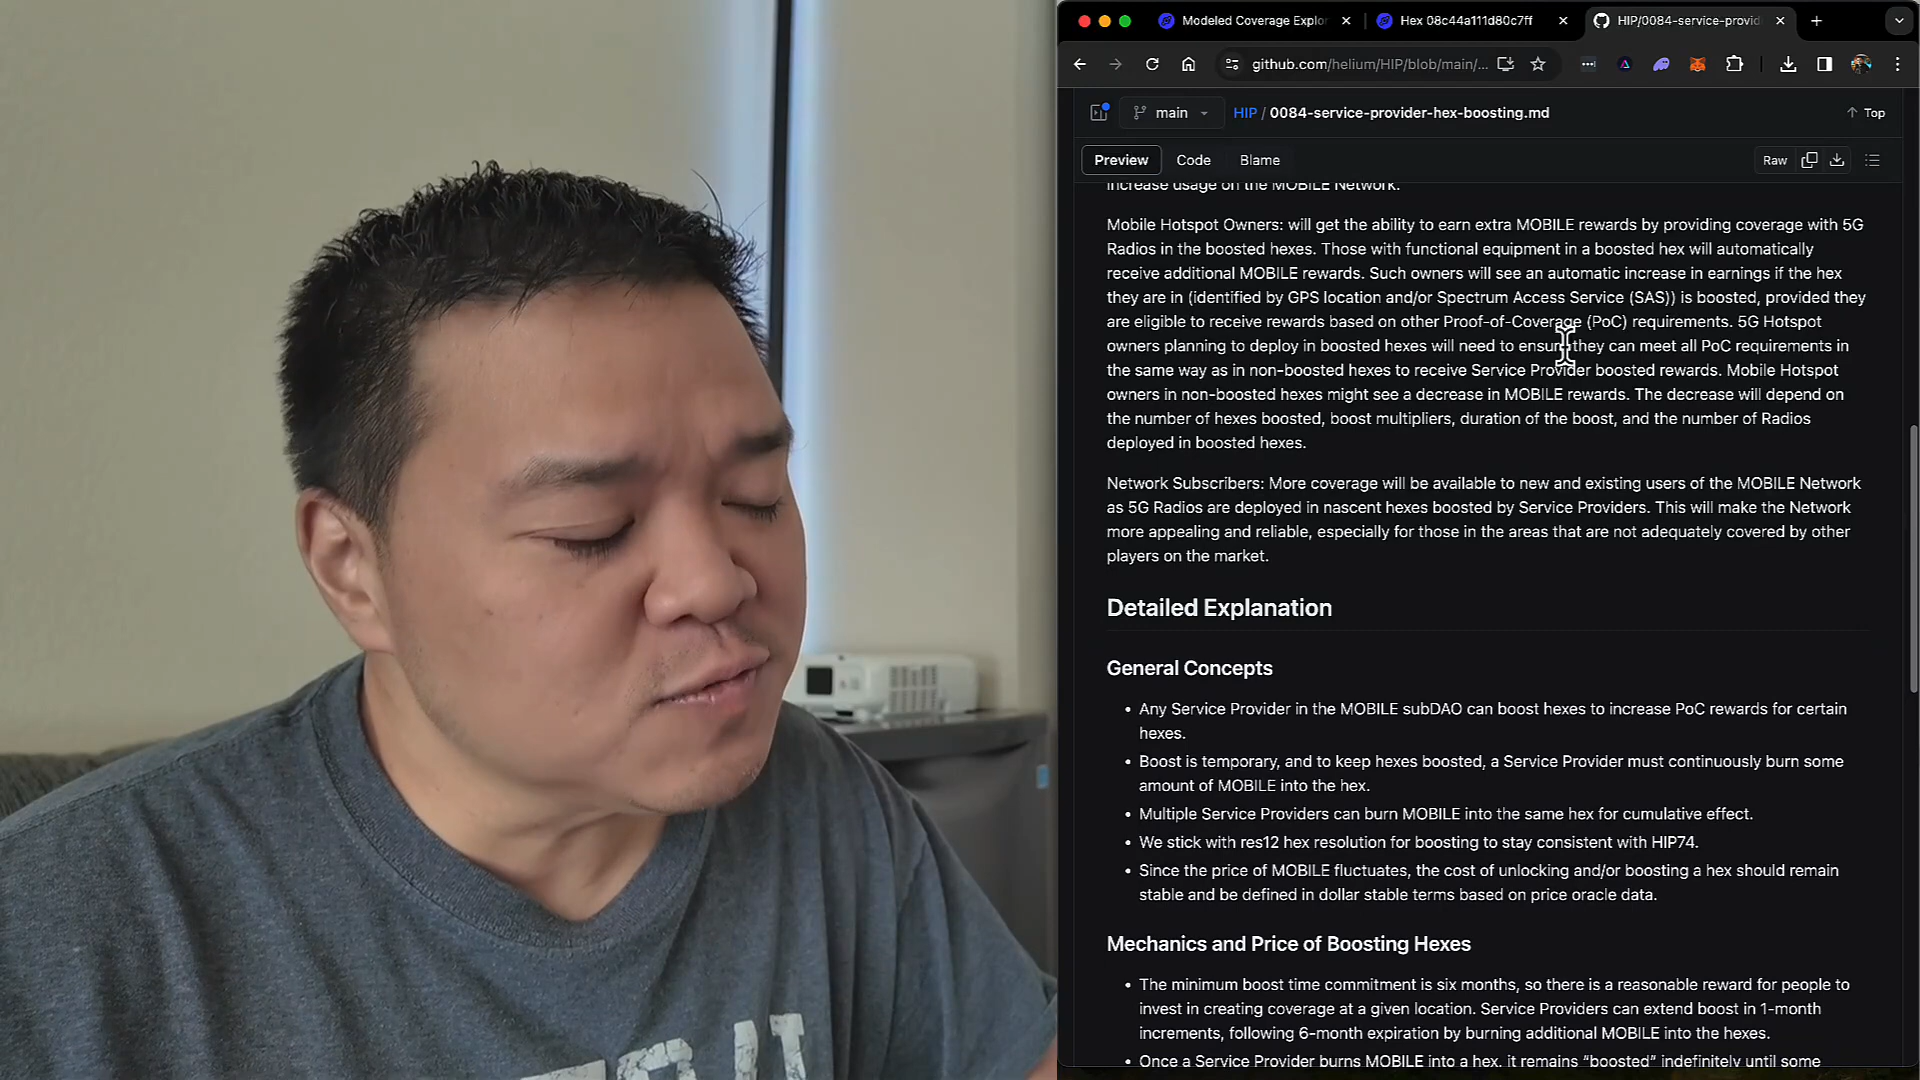 Modeled Coverage Explor
Hex 08c44a111d80c7ff
HIP/0084-service-provid
github.com/helium/HIP/blob/main/...
main
HIP / 0084-service-provider-hex-boosting.md
Top
Preview
Code
Blame
Raw
increase usage on the MOBILE Network.
Mobile Hotspot Owners: will get the ability to earn extra MOBILE rewards by providing coverage with 5G
Radios in the boosted hexes. Those with functional equipment in a boosted hex will automatically
receive additional MOBILE rewards. Such owners will see an automatic increase in earnings if the hex
they are in (identified by GPS location and/or Spectrum Access Service (SAS)) is boosted, provided they
are eligible to receive rewards based on other Proof-of-Coverage (PoC) requirements. 5G Hotspot
owners planning to deploy in boosted hexes will need to ensure they can meet all PoC requirements in
the same way as in non-boosted hexes to receive Service Provider boosted rewards. Mobile Hotspot
owners in non-boosted hexes might see a decrease in MOBILE rewards. The decrease will depend on
the number of hexes boosted, boost multipliers, duration of the boost, and the number of Radios
deployed in boosted hexes.
Network Subscribers: More coverage will be available to new and existing users of the MOBILE Network
as 5G Radios are deployed in nascent hexes boosted by Service Providers. This will make the Network
more appealing and reliable, especially for those in the areas that are not adequately covered by other
players on the market.
Detailed Explanation
General Concepts
• Any Service Provider in the MOBILE subDAO can boost hexes to increase PoC rewards for certain
hexes.
• Boost is temporary, and to keep hexes boosted, a Service Provider must continuously burn some
amount of MOBILE into the hex.
• Multiple Service Providers can burn MOBILE into the same hex for cumulative effect.
• We stick with res12 hex resolution for boosting to stay consistent with HIP74.
• Since the price of MOBILE fluctuates, the cost of unlocking and/or boosting a hex should remain
stable and be defined in dollar stable terms based on price oracle data.
Mechanics and Price of Boosting Hexes
• The minimum boost time commitment is six months, so there is a reasonable reward for people to
invest in creating coverage at a given location. Service Providers can extend boost in 1-month
increments, following 6-month expiration by burning additional MOBILE into the hexes.
• Once a Service Provider burns MOBILE into a hex, it remains “boosted” indefinitely until some